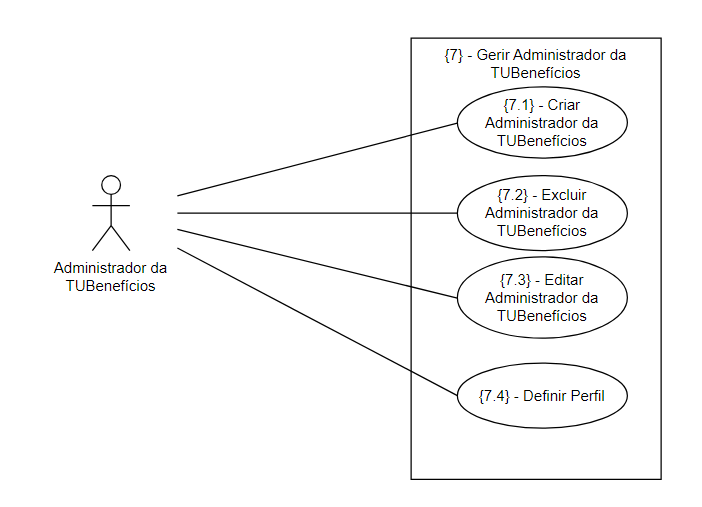 {7} - Gerir Administrador da
TUBenefícios
{7.1} - Criar
Administrador da
TUBenefícios
{7.2} - Excluir
Administrador da
TUBenefícios
Administrador da
TUBenefícios
{7.3} - Editar
Administrador da
TUBenefícios
{7.4} - Definir Perfil